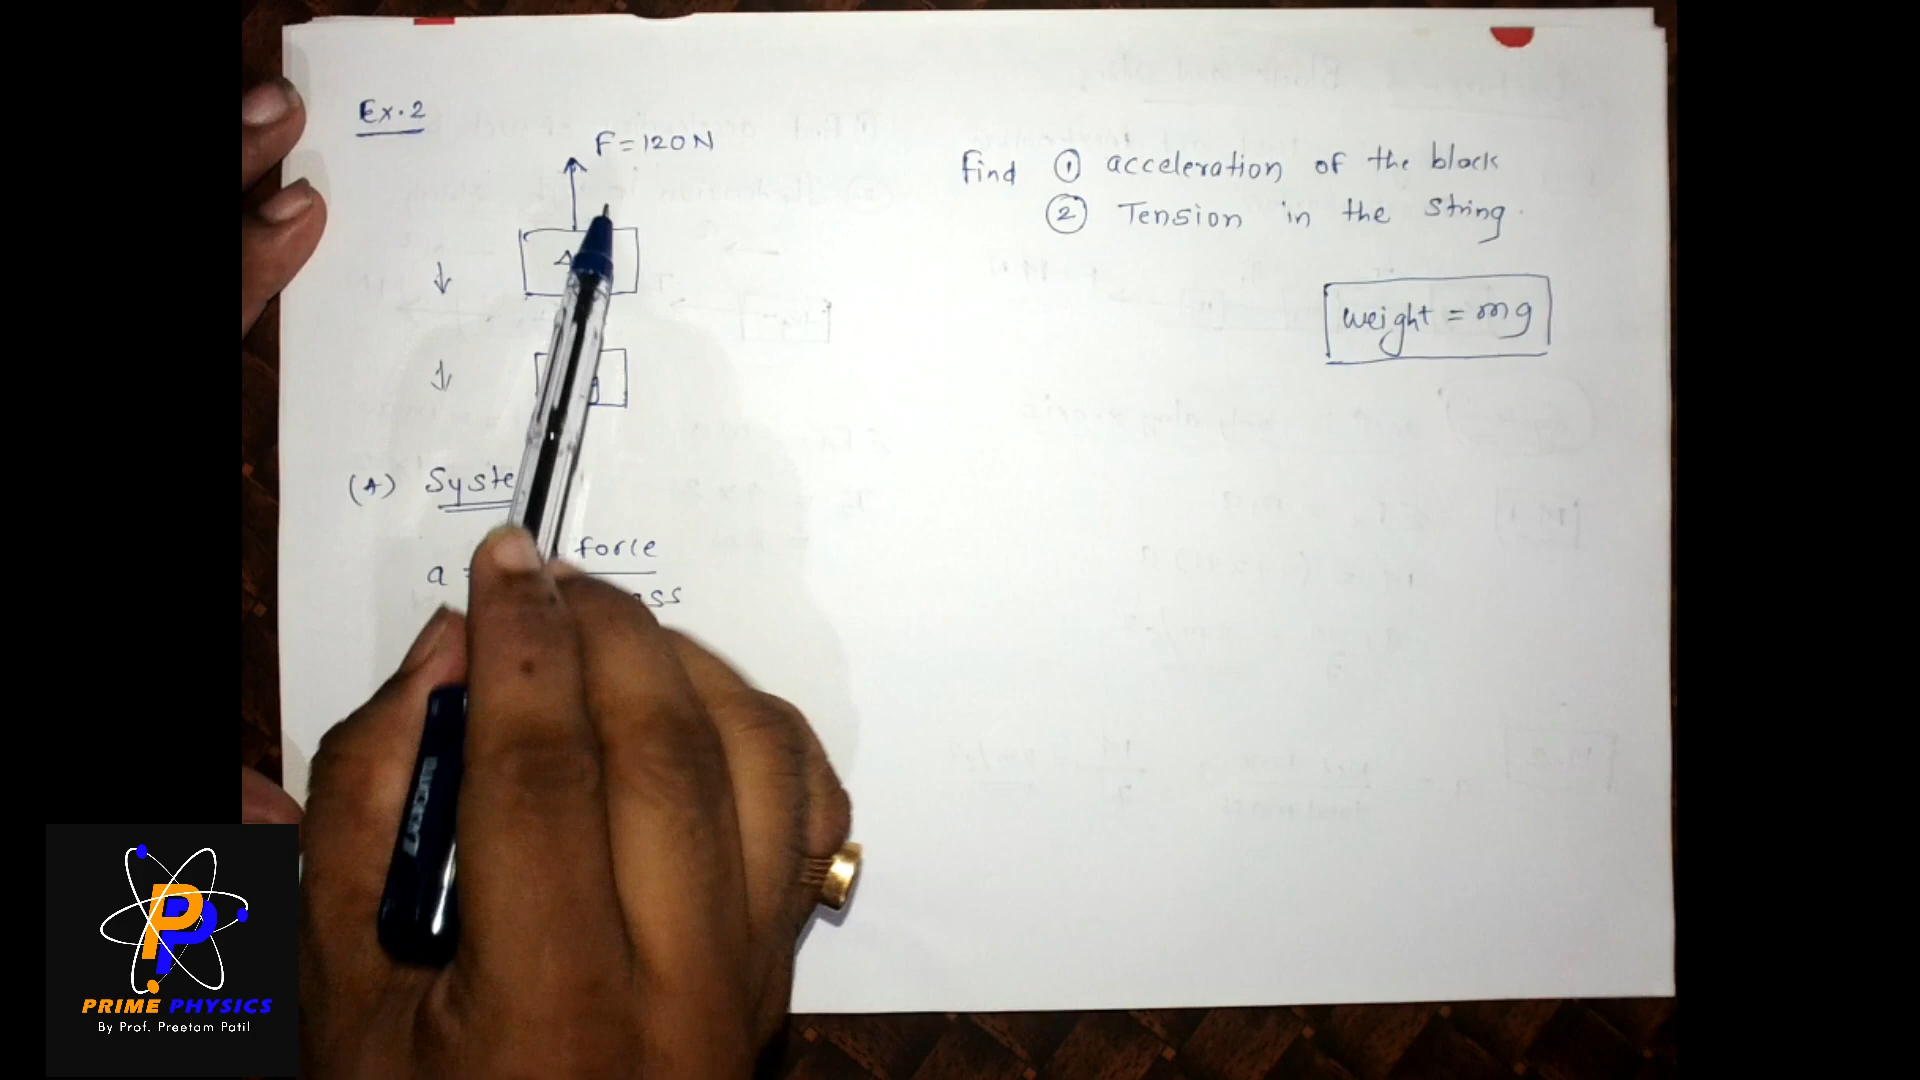 Ex.2
F = 120 N
Find ① acceleration of the block
② Tension in the string.
weight = mg
(A) Syste
a = force
ass
PRIME PHYSICS
By Prof. Preetam Patil